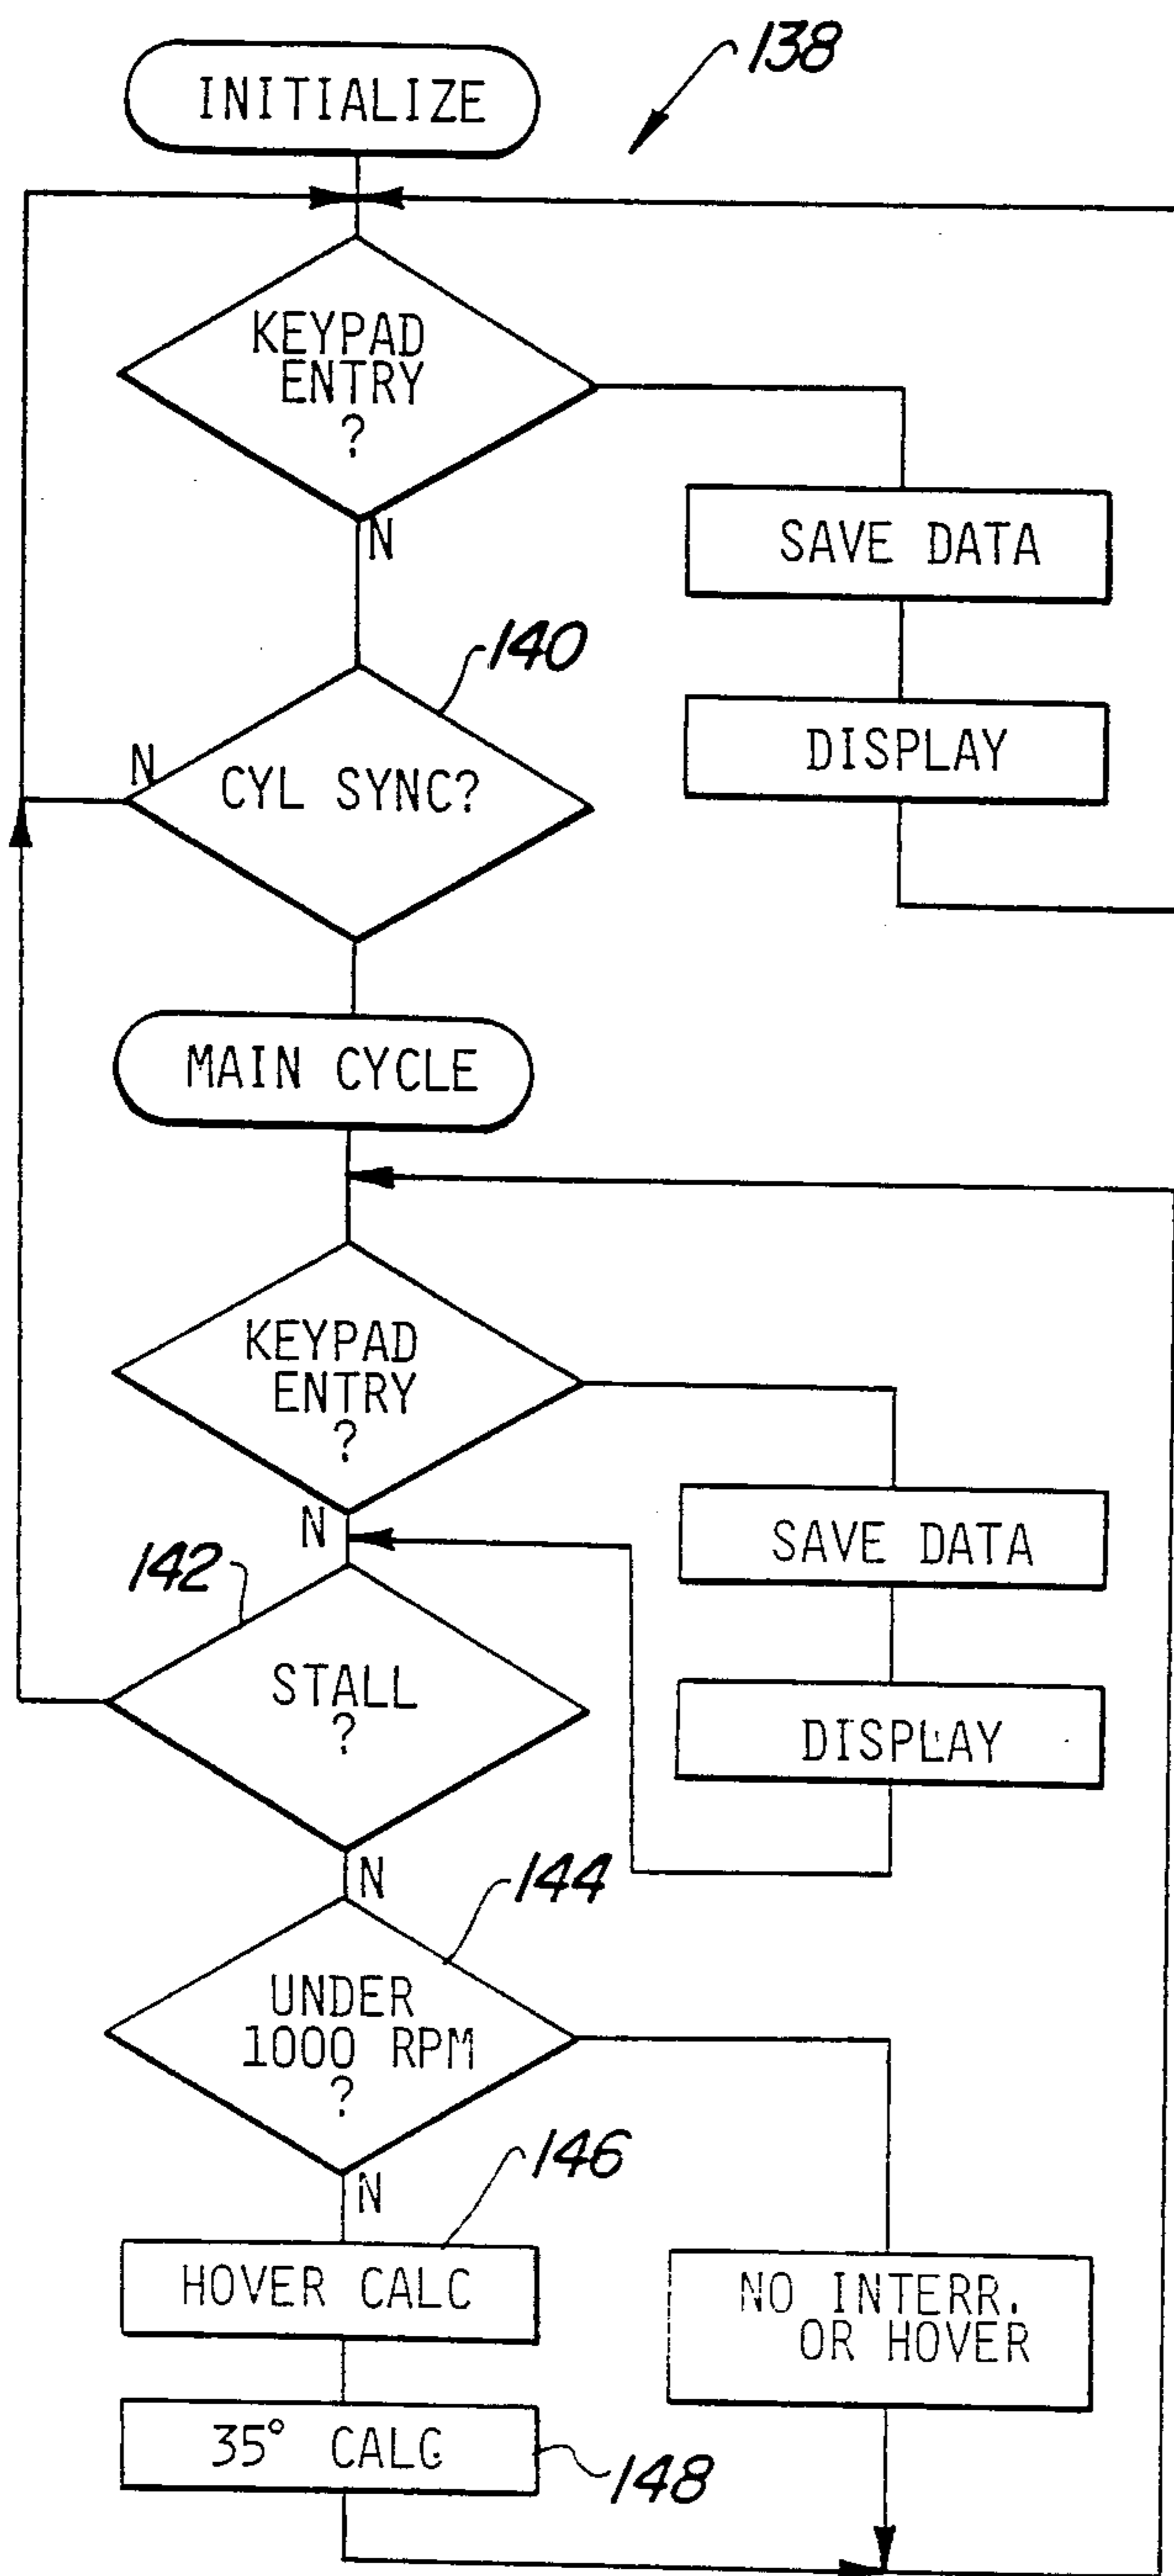 138
INITIALIZE
KEYPAD
ENTRY
?
N
SAVE DATA
140
DISPLAY
N
CYL SYNC?
MAIN CYCLE
KEYPAD
ENTRY
?
N
SAVE DATA
142
STALL
?
DISPLAY
N
144
UNDER
1000 RPM
?
146
N
HOVER CALC
NO INTERR.
OR HOVER
35° CALC
148